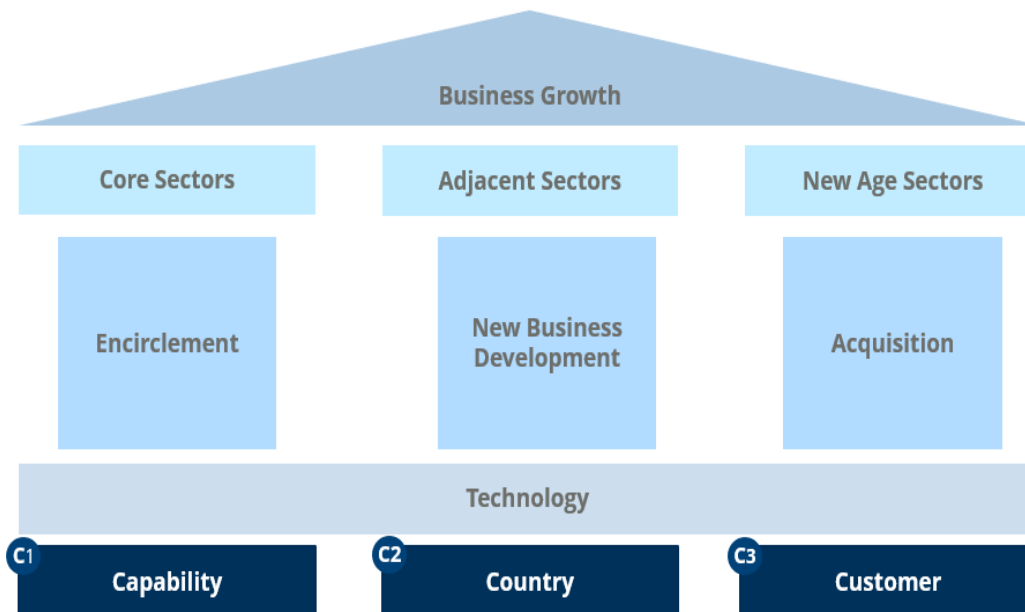 Business Growth
Core Sectors
Adjacent Sectors
New Age Sectors
Encirclement
New Business
Development
Acquisition
Technology
C1
Capability
C2
Country
C3
Customer